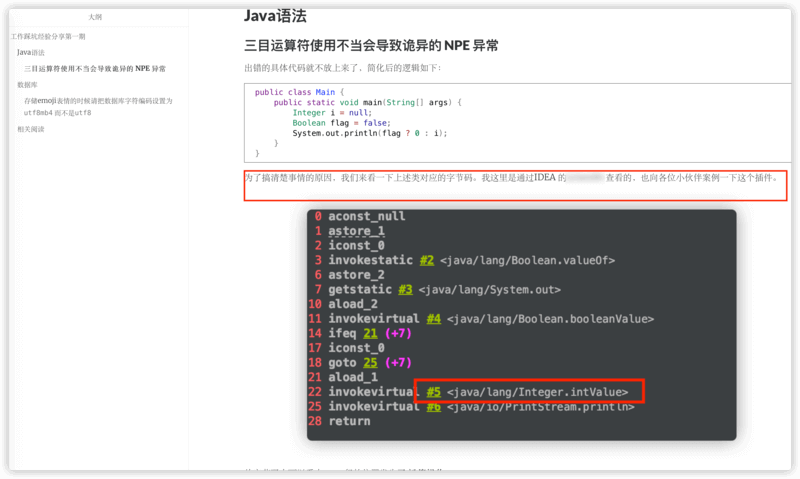 大纲
工作踩坑经验分享第一期
Java语法
三目运算符使用不当会导致诡异的 NPE 异常
数据库
存储emoji表情的时候请把数据库字符编码设置为
utf8mb4 而不是utf8
相关阅读
Java语法
三目运算符使用不当会导致诡异的 NPE 异常
出错的具体代码就不放上来了，简化后的逻辑如下：
public class Main {
public static void main(String[] args) {
Integer i = null;
Boolean flag = false;
System.out.println(flag ? 0 : i);
}
}
为了搞清楚事情的原因，我们来看一下上述类对应的字节码。我这里是通过IDEA 的 查看的，也向各位小伙伴案例一下这个插件。
0 aconst_null
1 astore_1
2 iconst_0
3 invokestatic #2 <java/lang/Boolean.valueOf>
6 astore_2
7 getstatic #3 <java/lang/System.out>
10 aload_2
11 invokevirtual #4 <java/lang/Boolean.booleanValue>
14 ifeq 21 (+7)
17 iconst_0
18 goto 25 (+7)
21 aload_1
22 invokevirtual #5 <java/lang/Integer.intValue>
25 invokevirtual #6 <java/io/PrintStream.println>
28 return